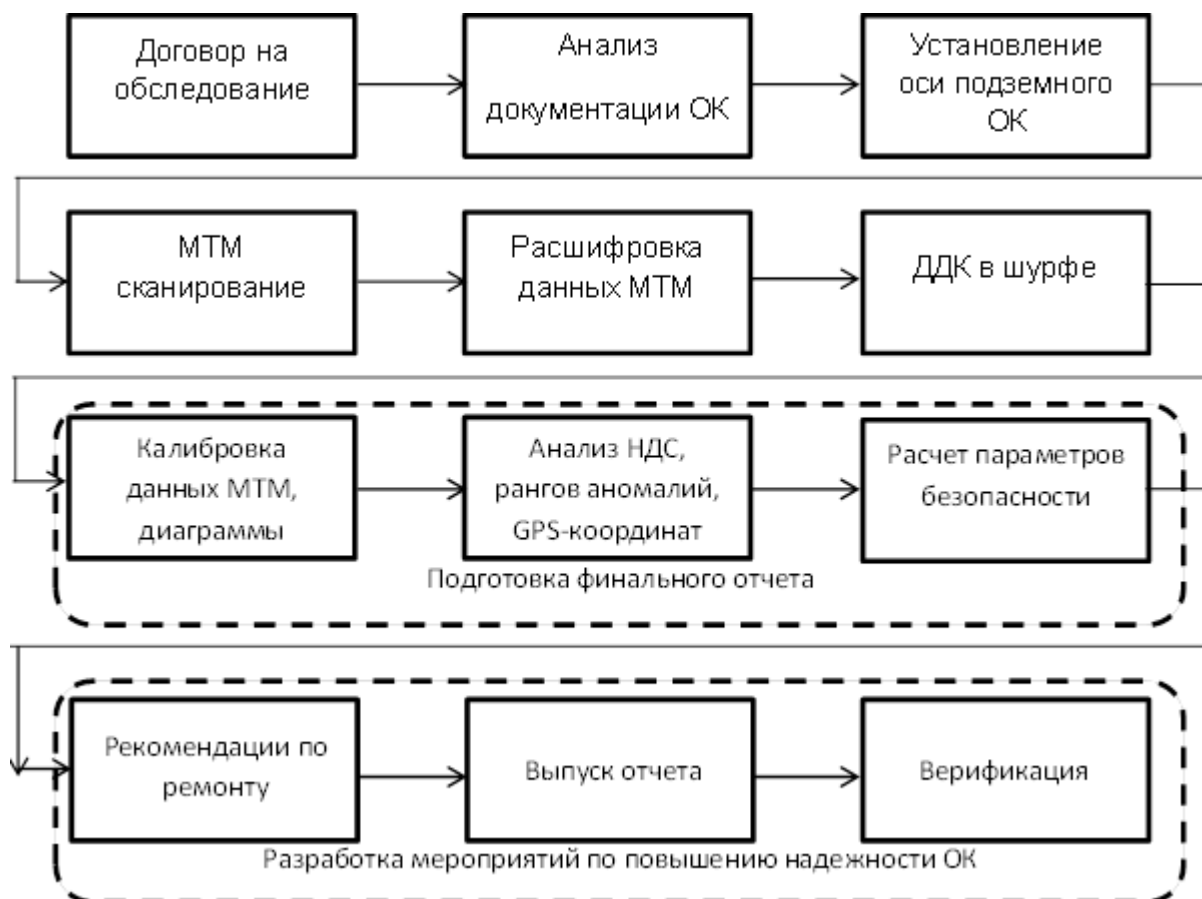 Договор на
обследование
Анализ
документации ОК
Установление
оси подземного
ОК
МТМ
сканирование
Расшифровка
данных МТМ
ДДК в шурфе
Калибровка
данных МТМ,
диаграммы
Анализ НДС,
рангов аномалий,
GPS-координат
Расчет параметров
безопасности
Подготовка финального отчета
Рекомендации по
ремонту
Выпуск отчета
Верификация
Разработка мероприятий по повышению надежности ОК